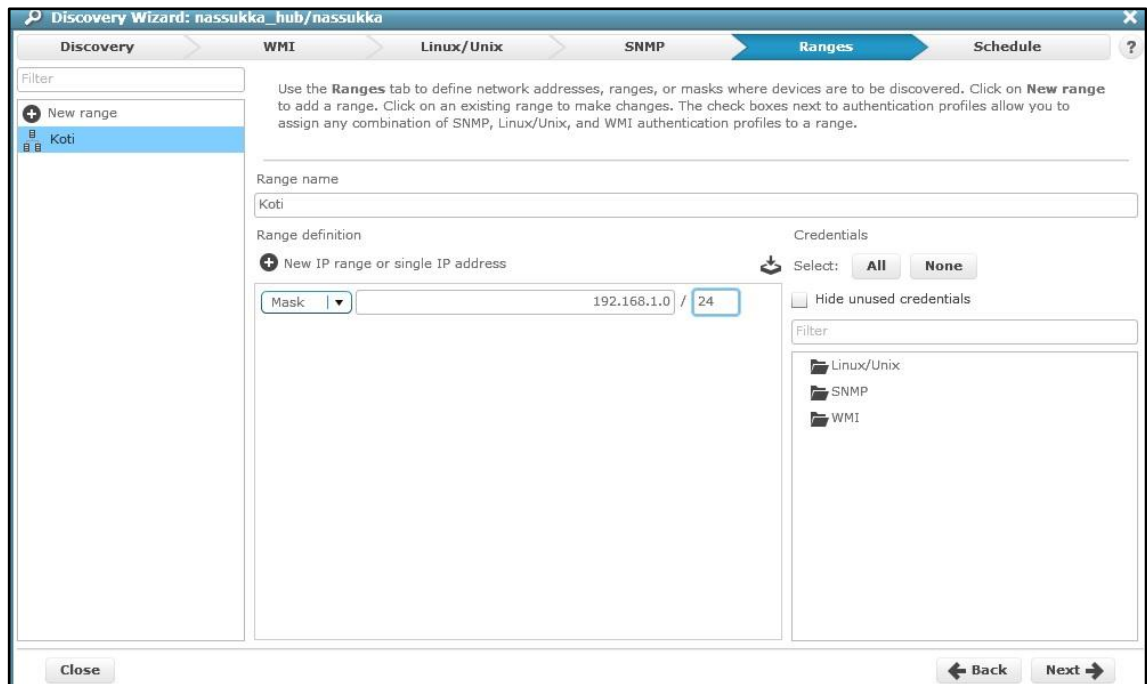 Discovery Wizard: nassukka_hub/nassukka
Discovery
WMI
Linux/Unix
SNMP
Ranges
Schedule
?
Filter
New range
Koti
Use the Ranges tab to define network addresses, ranges, or masks where devices are to be discovered. Click on New range
to add a range. Click on an existing range to make changes. The check boxes next to authentication profiles allow you to
assign any combination of SNMP, Linux/Unix, and WMI authentication profiles to a range.
Range name
Koti
Range definition
New IP range or single IP address
Mask
192.168.1.0 / 24
Credentials
Select: All None
Hide unused credentials
Filter
Linux/Unix
SNMP
WMI
Close
Back
Next